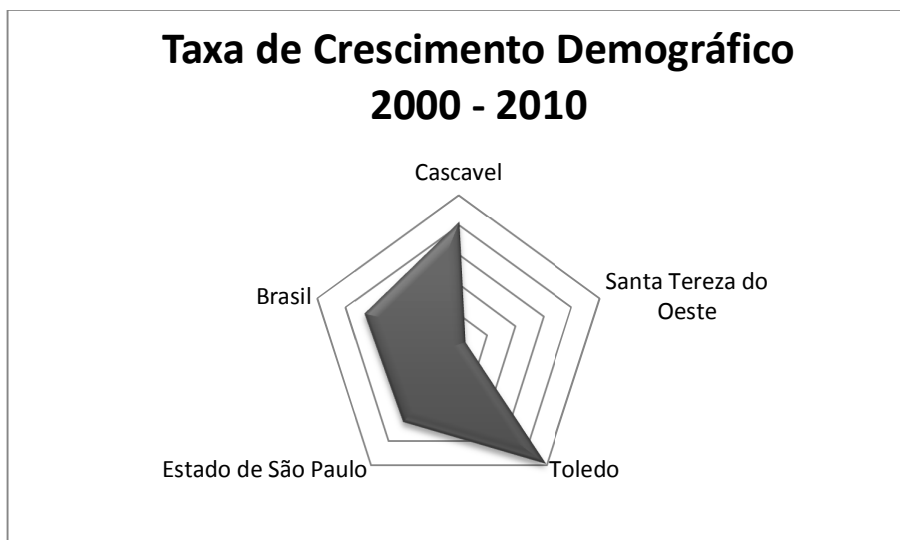 Taxa de Crescimento Demográfico
2000 - 2010
Cascavel
Santa Tereza do
Oeste
Toledo
Estado de São Paulo
Brasil